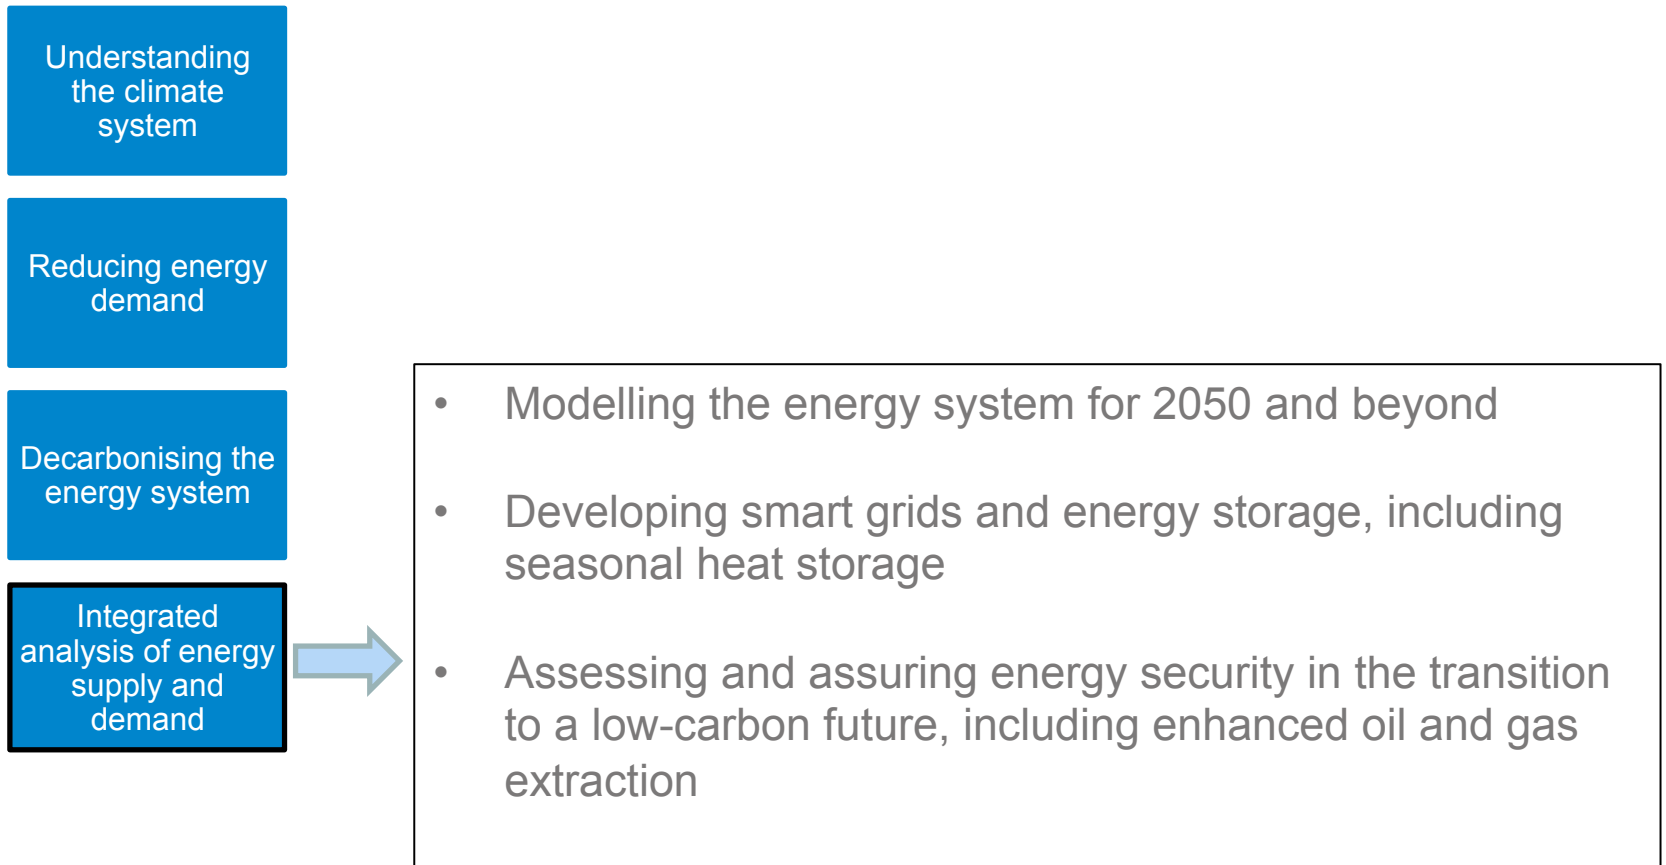 Understanding
the climate
system
Reducing energy
demand
Decarbonising the
energy system
Integrated
analysis of energy
supply and
demand
• Modelling the energy system for 2050 and beyond
• Developing smart grids and energy storage, including
seasonal heat storage
• Assessing and assuring energy security in the transition
to a low-carbon future, including enhanced oil and gas
extraction